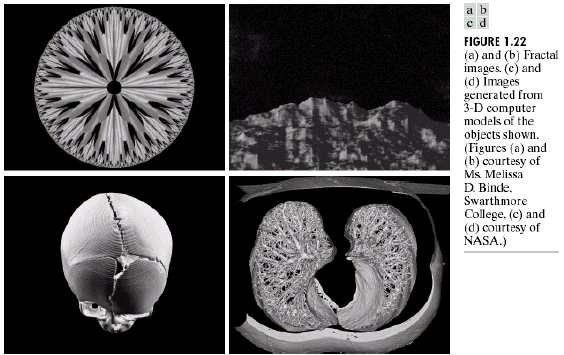 a b
c d
FIGURE 1.22
(a) and (b) Fractal
images. (c) and
(d) Images
generated from
3-D computer
models of the
objects shown.
(Figures (a) and
(b) courtesy of
Ms. Melissa
D. Binde,
Swarthmore
College, (c) and
(d) courtesy of
NASA.)